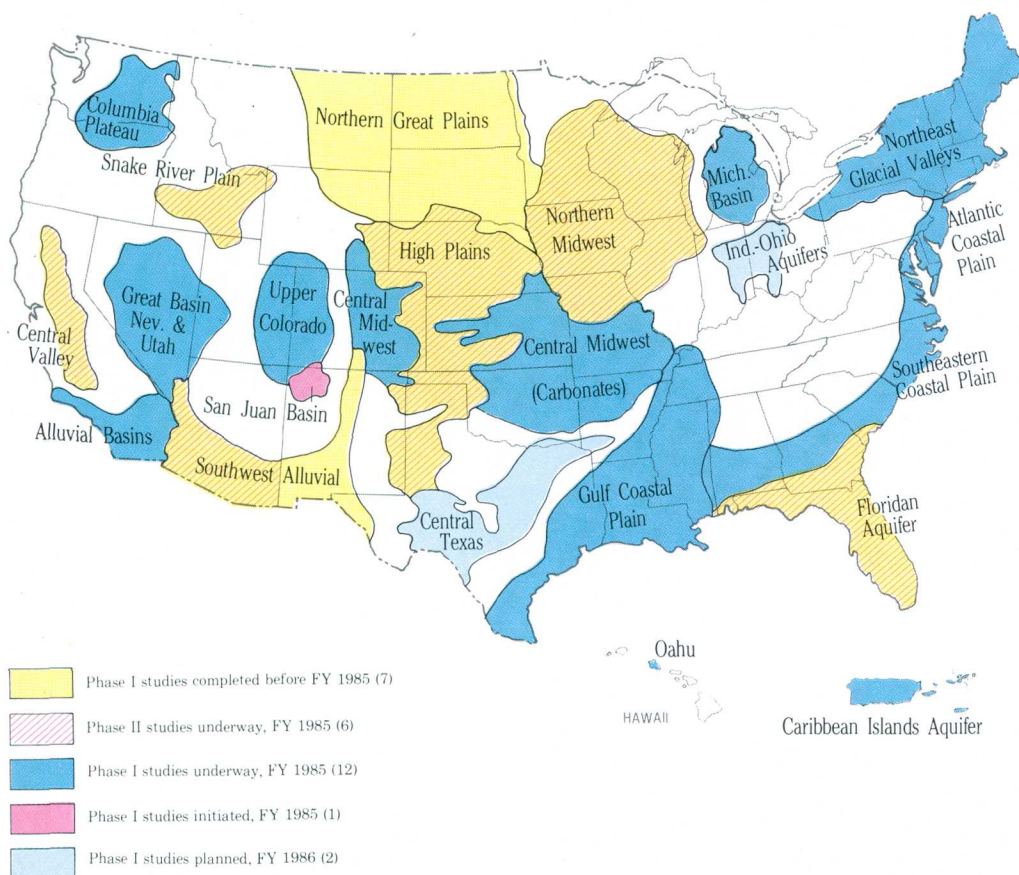 Columbia
Plateau
Snake River Plain
Northern Great Plains
Northern
Midwest
Mich.
Basin
Northeast
Glacial Valleys
Atlantic
Coastal
Plain
High Plains
Ind.-Ohio
Aquifers
Great Basin
Nev. &
Utah
Upper
Colorado
Central
Mid-
west
Central Midwest
(Carbonates)
Central
Valley
Southeastern
Coastal Plain
San Juan Basin
Alluvial Basins
Southwest Alluvial
Gulf Coastal
Plain
Central
Texas
Floridan
Aquifer
Oahu
HAWAII
Caribbean Islands Aquifer
Phase I studies completed before FY 1985 (7)
Phase II studies underway, FY 1985 (6)
Phase I studies underway, FY 1985 (12)
Phase I studies initiated, FY 1985 (1)
Phase I studies planned, FY 1986 (2)